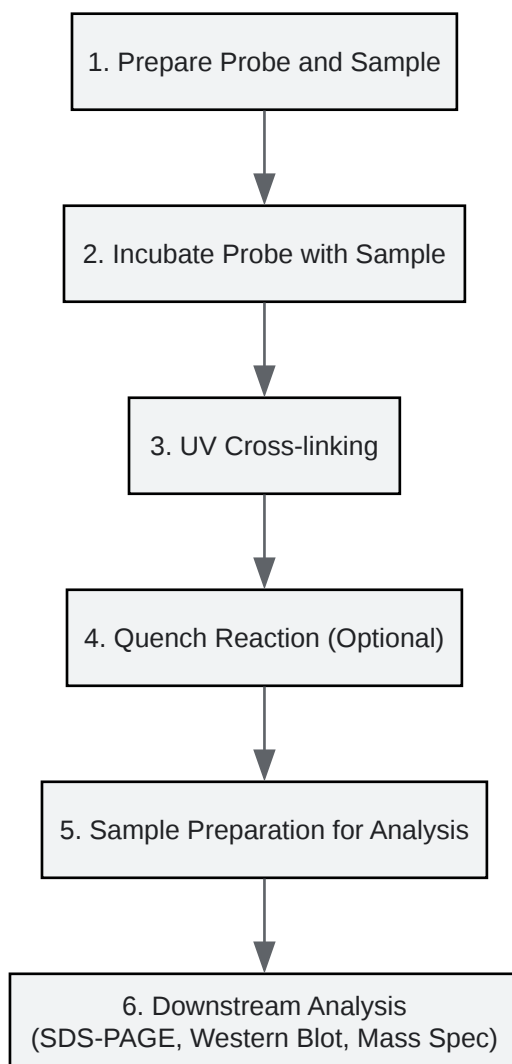 1. Prepare Probe and Sample
2. Incubate Probe with Sample
3. UV Cross-linking
4. Quench Reaction (Optional)
5. Sample Preparation for Analysis
6. Downstream Analysis
(SDS-PAGE, Western Blot, Mass Spec)